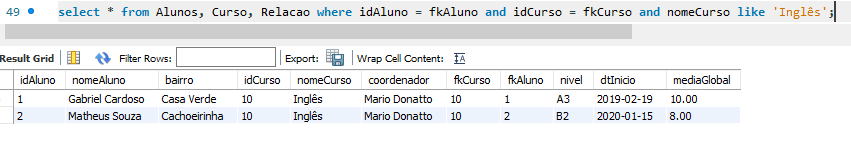 49 select * from Alunos, Curso, Relacao where idAluno = fkAluno and idCurso = fkCurso and nomeCurso like 'Inglês';
Result Grid Filter Rows: Export: Wrap Cell Content:
idAluno nomeAluno bairro idCurso nomeCurso coordenador fkCurso fkAluno nivel dtInicio mediaGlobal
1 Gabriel Cardoso Casa Verde 10 Inglês Mario Donatto 10 1 A3 2019-02-19 10.00
2 Matheus Souza Cachoeirinha 10 Inglês Mario Donatto 10 2 B2 2020-01-15 8.00